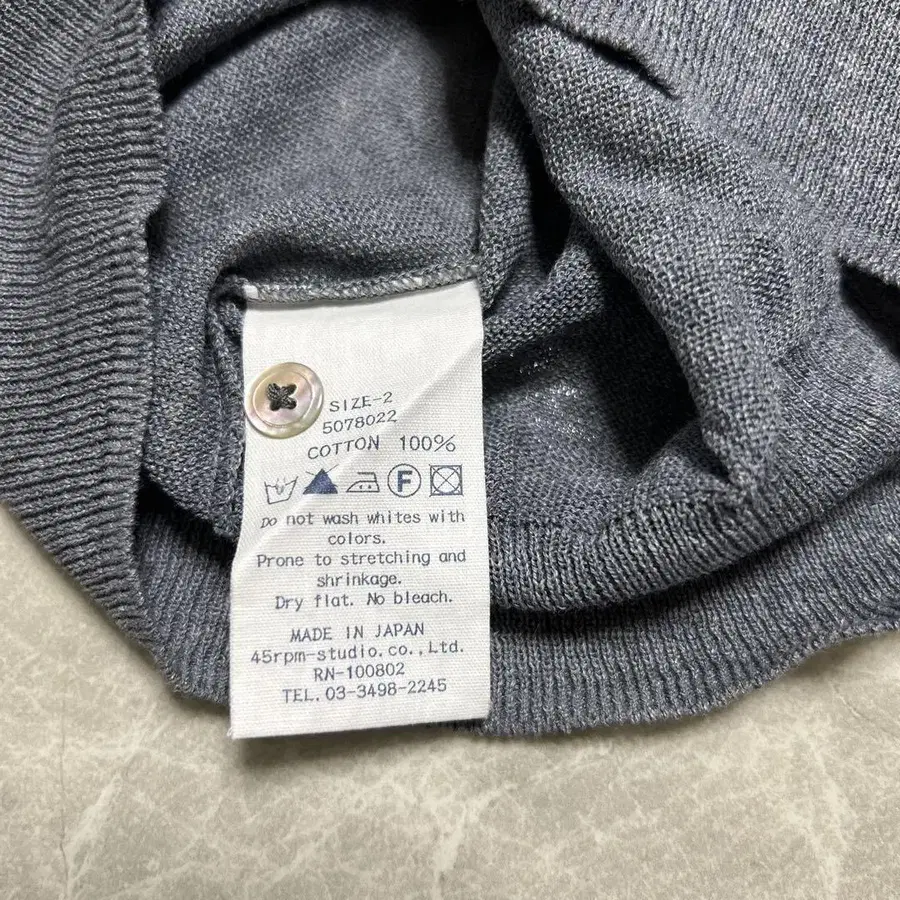 SIZE-2
5078022
COTTON 100%
F
Do not wash whites with
colors.
Prone to stretching and
shrinkage.
Dry flat. No bleach.
MADE IN JAPAN
45rpm-studio.co.,Ltd.
RN-100802
TEL.03-3498-2245